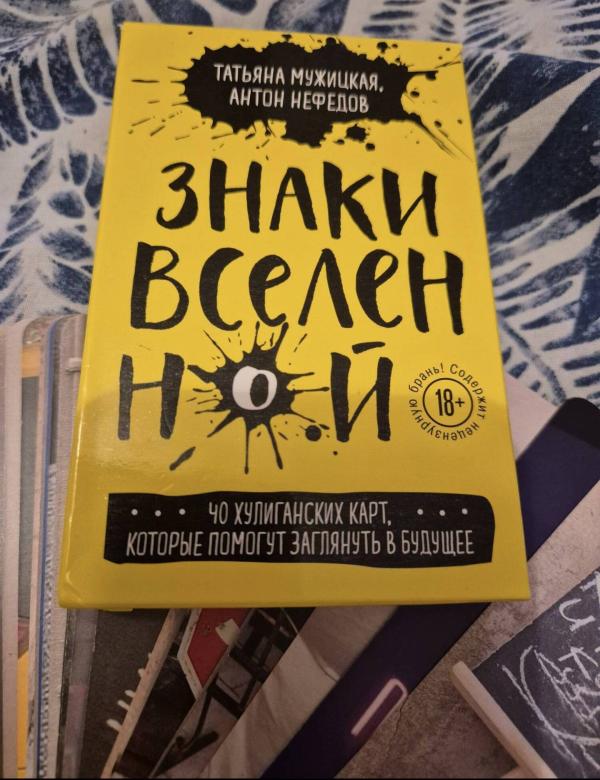 ТАТЬЯНА МУЖИЦКАЯ,
АНТОН НЕФЕДОВ
ЗНАКИ
ВСЕЛЕН
НОЙ
18+
Содержит нецензурную брань!
• • • 40 ХУЛИГАНСКИХ КАРТ, • • •
КОТОРЫЕ ПОМОГУТ ЗАГЛЯНУТЬ В БУДУЩЕЕ